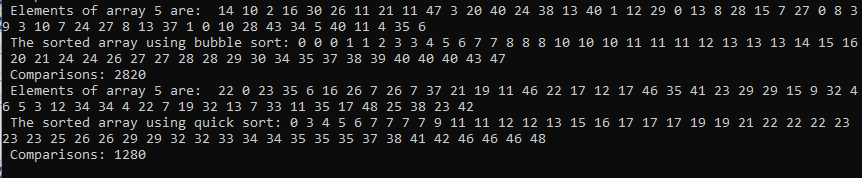 Elements of array 5 are:  14 10 2 16 30 26 11 21 11 47 3 20 40 24 38 13 40 1 12 29 0 13 8 28 15 7 27 0 8 3
9 3 10 7 24 27 8 13 37 1 0 10 28 43 34 5 40 11 4 35 6
The sorted array using bubble sort: 0 0 0 1 1 2 3 3 4 5 6 7 7 8 8 8 10 10 10 11 11 11 12 13 13 13 14 15 16
20 21 24 24 26 27 27 28 28 29 30 34 35 37 38 39 40 40 40 43 47
Comparisons: 2820
Elements of array 5 are:  22 0 23 35 6 16 26 7 26 7 37 21 19 11 46 22 17 12 17 46 35 41 23 29 29 15 9 32 4
6 5 3 12 34 34 4 22 7 19 32 13 7 33 11 35 17 48 25 38 23 42
The sorted array using quick sort: 0 3 4 5 6 7 7 7 7 9 11 11 12 12 13 15 16 17 17 17 19 19 21 22 22 22 23
23 23 25 26 26 29 29 32 32 33 34 34 35 35 35 37 38 41 42 46 46 46 48
Comparisons: 1280